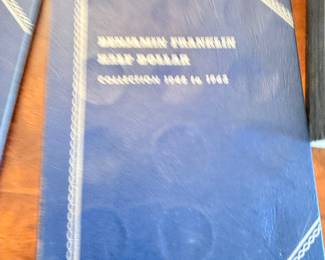 BENJAMIN FRANKLIN
HALF DOLLAR
COLLECTION 1948 to 1963